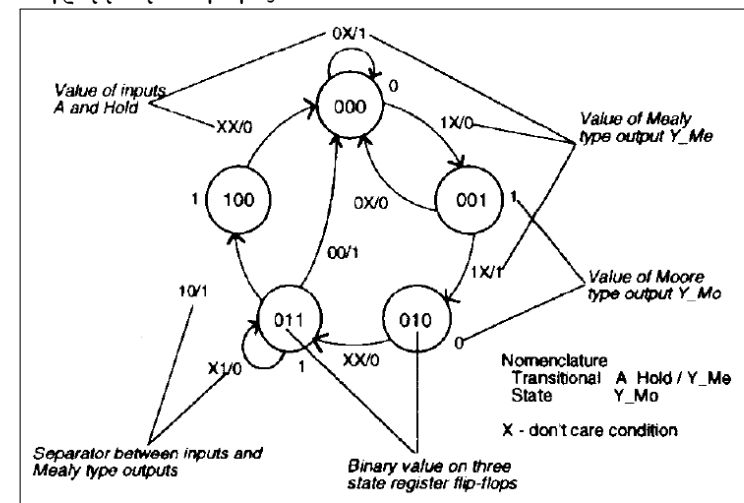 0X/1
Value of inputs
A and Hold
0
000
XX/0
1X/0
Value of Mealy
type output Y_Me
1
100
0X/0
001
1
00/1
1X/1
Value of Moore
type output Y_Mo
10/1
011
010
0
XX/0
X1/0
1
Nomenclature
Transitional A Hold / Y_Me
State Y_Mo
X - don't care condition
Separator between inputs and
Mealy type outputs
Binary value on three
state register flip-flops